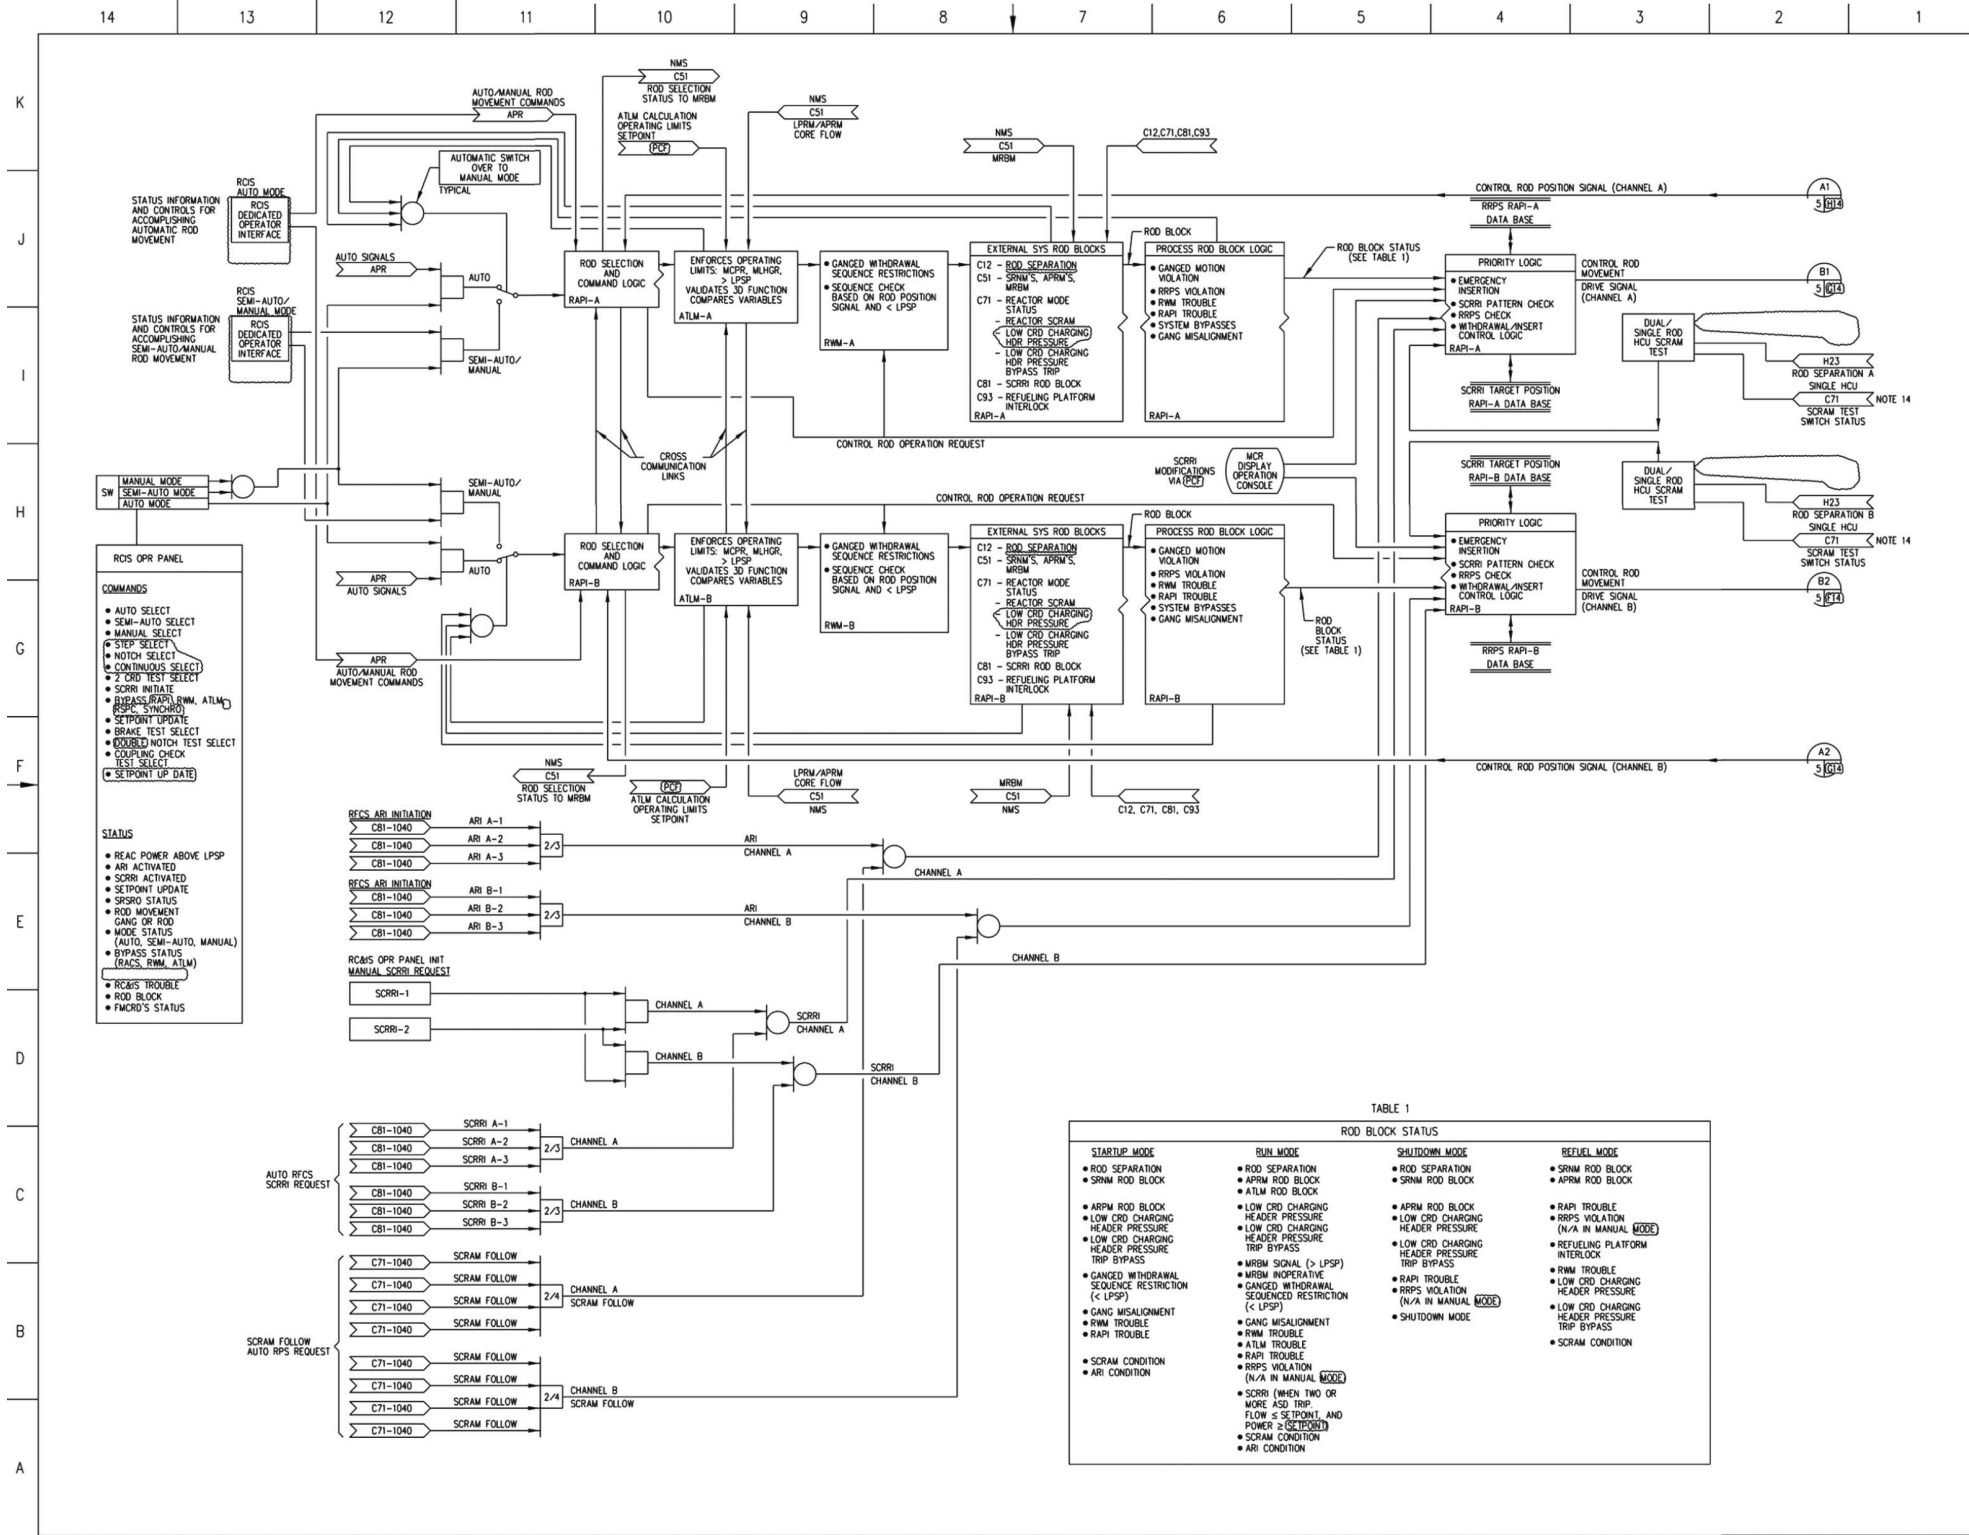 14 13 12 11 10 9 8 7 6 5 4 3 2 1
K
J
I
H
G
F
E
D
C
B
A
NMS
C51
ROD SELECTION
STATUS TO MRBM
AUTO/MANUAL ROD
MOVEMENT COMMANDS
APR
ATLM CALCULATION
OPERATING LIMITS
SETPOINT
PCF
NMS
C51
LPRM/APRM
CORE FLOW
NMS
C51
MRBM
C12,C71,C81,C93
AUTOMATIC SWITCH
OVER TO
MANUAL MODE
TYPICAL
STATUS INFORMATION
AND CONTROLS FOR
ACCOMPLISHING
AUTOMATIC ROD
MOVEMENT
RCIS
AUTO MODE
RCIS
DEDICATED
OPERATOR
INTERFACE
STATUS INFORMATION
AND CONTROLS FOR
ACCOMPLISHING
SEMI-AUTO/MANUAL
ROD MOVEMENT
RCIS
SEMI-AUTO/
MANUAL MODE
RCIS
DEDICATED
OPERATOR
INTERFACE
AUTO SIGNALS
APR
AUTO
SEMI-AUTO/
MANUAL
ROD SELECTION
AND
COMMAND LOGIC
RAPI-A
ENFORCES OPERATING
LIMITS: MCPR, MLHGR,
> LPSP
VALIDATES 3D FUNCTION
COMPARES VARIABLES
ATLM-A
• GANGED WITHDRAWAL
SEQUENCE RESTRICTIONS
• SEQUENCE CHECK
BASED ON ROD POSITION
SIGNAL AND < LPSP
RWM-A
EXTERNAL SYS ROD BLOCKS
C12 - ROD SEPARATION
C51 - SRNM'S, APRM'S,
MRBM
C71 - REACTOR MODE
STATUS
- REACTOR SCRAM
- LOW CRD CHARGING
HDR PRESSURE
- LOW CRD CHARGING
HDR PRESSURE
BYPASS TRIP
C81 - SCRRI ROD BLOCK
C93 - REFUELING PLATFORM
INTERLOCK
RAPI-A
ROD BLOCK
PROCESS ROD BLOCK LOGIC
• GANGED MOTION
VIOLATION
• RRPS VIOLATION
• RWM TROUBLE
• RAPI TROUBLE
• SYSTEM BYPASSES
• GANG MISALIGNMENT
RAPI-A
ROD BLOCK STATUS
(SEE TABLE 1)
CONTROL ROD POSITION SIGNAL (CHANNEL A)
A1
5 H14
RRPS RAPI-A
DATA BASE
PRIORITY LOGIC
• EMERGENCY
INSERTION
• SCRRI PATTERN CHECK
• RRPS CHECK
• WITHDRAWAL/INSERT
CONTROL LOGIC
RAPI-A
CONTROL ROD
MOVEMENT
DRIVE SIGNAL
(CHANNEL A)
B1
5 G14
SCRRI TARGET POSITION
RAPI-A DATA BASE
DUAL/
SINGLE ROD
HCU SCRAM
TEST
H23
ROD SEPARATION A
SINGLE HCU
C71
NOTE 14
SCRAM TEST
SWITCH STATUS
CONTROL ROD OPERATION REQUEST
CROSS
COMMUNICATION
LINKS
SCRRI
MODIFICATIONS
VIA PCF
MCR
DISPLAY
OPERATION
CONSOLE
CONTROL ROD OPERATION REQUEST
SCRRI TARGET POSITION
RAPI-B DATA BASE
DUAL/
SINGLE ROD
HCU SCRAM
TEST
H23
ROD SEPARATION B
SINGLE HCU
C71
NOTE 14
SCRAM TEST
SWITCH STATUS
SW
MANUAL MODE
SEMI-AUTO MODE
AUTO MODE
SEMI-AUTO/
MANUAL
AUTO
APR
AUTO SIGNALS
ROD SELECTION
AND
COMMAND LOGIC
RAPI-B
ENFORCES OPERATING
LIMITS: MCPR, MLHGR,
> LPSP
VALIDATES 3D FUNCTION
COMPARES VARIABLES
ATLM-B
• GANGED WITHDRAWAL
SEQUENCE RESTRICTIONS
• SEQUENCE CHECK
BASED ON ROD POSITION
SIGNAL AND < LPSP
RWM-B
EXTERNAL SYS ROD BLOCKS
C12 - ROD SEPARATION
C51 - SRNM'S, APRM'S,
MRBM
C71 - REACTOR MODE
STATUS
- REACTOR SCRAM
- LOW CRD CHARGING
HDR PRESSURE
- LOW CRD CHARGING
HDR PRESSURE
BYPASS TRIP
C81 - SCRRI ROD BLOCK
C93 - REFUELING PLATFORM
INTERLOCK
RAPI-B
ROD BLOCK
PROCESS ROD BLOCK LOGIC
• GANGED MOTION
VIOLATION
• RRPS VIOLATION
• RWM TROUBLE
• RAPI TROUBLE
• SYSTEM BYPASSES
• GANG MISALIGNMENT
RAPI-B
ROD
BLOCK
STATUS
(SEE TABLE 1)
PRIORITY LOGIC
• EMERGENCY
INSERTION
• SCRRI PATTERN CHECK
• RRPS CHECK
• WITHDRAWAL/INSERT
CONTROL LOGIC
RAPI-B
CONTROL ROD
MOVEMENT
DRIVE SIGNAL
(CHANNEL B)
B2
5 F14
RRPS RAPI-B
DATA BASE
RCIS OPR PANEL
COMMANDS
• AUTO SELECT
• SEMI-AUTO SELECT
• MANUAL SELECT
• STEP SELECT
• NOTCH SELECT
• CONTINUOUS SELECT
• 2 CRD TEST SELECT
• SCRRI INITIATE
• BYPASS RAPI, RWM, ATLM
RSPC, SYNCHRO
• SETPOINT UPDATE
• BRAKE TEST SELECT
• DOUBLE NOTCH TEST SELECT
• COUPLING CHECK
TEST SELECT
• SETPOINT UP DATE
STATUS
• REAC POWER ABOVE LPSP
• ARI ACTIVATED
• SCRRI ACTIVATED
• SETPOINT UPDATE
• SRSRO STATUS
• ROD MOVEMENT
GANG OR ROD
• MODE STATUS
(AUTO, SEMI-AUTO, MANUAL)
• BYPASS STATUS
(RACS, RWM, ATLM)
• RC&IS TROUBLE
• ROD BLOCK
• FMCRD'S STATUS
APR
AUTO/MANUAL ROD
MOVEMENT COMMANDS
NMS
C51
ROD SELECTION
STATUS TO MRBM
PCF
ATLM CALCULATION
OPERATING LIMITS
SETPOINT
LPRM/APRM
CORE FLOW
C51
NMS
MRBM
C51
NMS
C12, C71, C81, C93
CONTROL ROD POSITION SIGNAL (CHANNEL B)
A2
5 G14
RFCS ARI INITIATION
C81-1040 ARI A-1
C81-1040 ARI A-2
C81-1040 ARI A-3
2/3
ARI
CHANNEL A
CHANNEL A
RFCS ARI INITIATION
C81-1040 ARI B-1
C81-1040 ARI B-2
C81-1040 ARI B-3
2/3
ARI
CHANNEL B
CHANNEL B
RC&IS OPR PANEL INIT
MANUAL SCRRI REQUEST
SCRRI-1
SCRRI-2
CHANNEL A
CHANNEL B
SCRRI
CHANNEL A
SCRRI
CHANNEL B
AUTO RFCS
SCRRI REQUEST
C81-1040 SCRRI A-1
C81-1040 SCRRI A-2
C81-1040 SCRRI A-3
2/3 CHANNEL A
C81-1040 SCRRI B-1
C81-1040 SCRRI B-2
C81-1040 SCRRI B-3
2/3 CHANNEL B
SCRAM FOLLOW
AUTO RPS REQUEST
C71-1040 SCRAM FOLLOW
C71-1040 SCRAM FOLLOW
C71-1040 SCRAM FOLLOW
C71-1040 SCRAM FOLLOW
2/4 CHANNEL A
SCRAM FOLLOW
C71-1040 SCRAM FOLLOW
C71-1040 SCRAM FOLLOW
C71-1040 SCRAM FOLLOW
C71-1040 SCRAM FOLLOW
2/4 CHANNEL B
SCRAM FOLLOW
TABLE 1
ROD BLOCK STATUS
STARTUP MODE
• ROD SEPARATION
• SRNM ROD BLOCK
• ARPM ROD BLOCK
• LOW CRD CHARGING
HEADER PRESSURE
• LOW CRD CHARGING
HEADER PRESSURE
TRIP BYPASS
• GANGED WITHDRAWAL
SEQUENCE RESTRICTION
(< LPSP)
• GANG MISALIGNMENT
• RWM TROUBLE
• RAPI TROUBLE
• SCRAM CONDITION
• ARI CONDITION
RUN MODE
• ROD SEPARATION
• APRM ROD BLOCK
• ATLM ROD BLOCK
• LOW CRD CHARGING
HEADER PRESSURE
• LOW CRD CHARGING
HEADER PRESSURE
TRIP BYPASS
• MRBM SIGNAL (> LPSP)
• MRBM INOPERATIVE
• GANGED WITHDRAWAL
SEQUENCED RESTRICTION
(< LPSP)
• GANG MISALIGNMENT
• RWM TROUBLE
• ATLM TROUBLE
• RAPI TROUBLE
• RRPS VIOLATION
(N/A IN MANUAL MODE)
• SCRRI (WHEN TWO OR
MORE ASD TRIP.
FLOW ≤ SETPOINT, AND
POWER ≥ SETPOINT)
• SCRAM CONDITION
• ARI CONDITION
SHUTDOWN MODE
• ROD SEPARATION
• SRNM ROD BLOCK
• APRM ROD BLOCK
• LOW CRD CHARGING
HEADER PRESSURE
• LOW CRD CHARGING
HEADER PRESSURE
TRIP BYPASS
• RAPI TROUBLE
• RRPS VIOLATION
(N/A IN MANUAL MODE)
• SHUTDOWN MODE
REFUEL MODE
• SRNM ROD BLOCK
• APRM ROD BLOCK
• RAPI TROUBLE
• RRPS VIOLATION
(N/A IN MANUAL MODE)
• REFUELING PLATFORM
INTERLOCK
• RWM TROUBLE
• LOW CRD CHARGING
HEADER PRESSURE
• LOW CRD CHARGING
HEADER PRESSURE
TRIP BYPASS
• SCRAM CONDITION